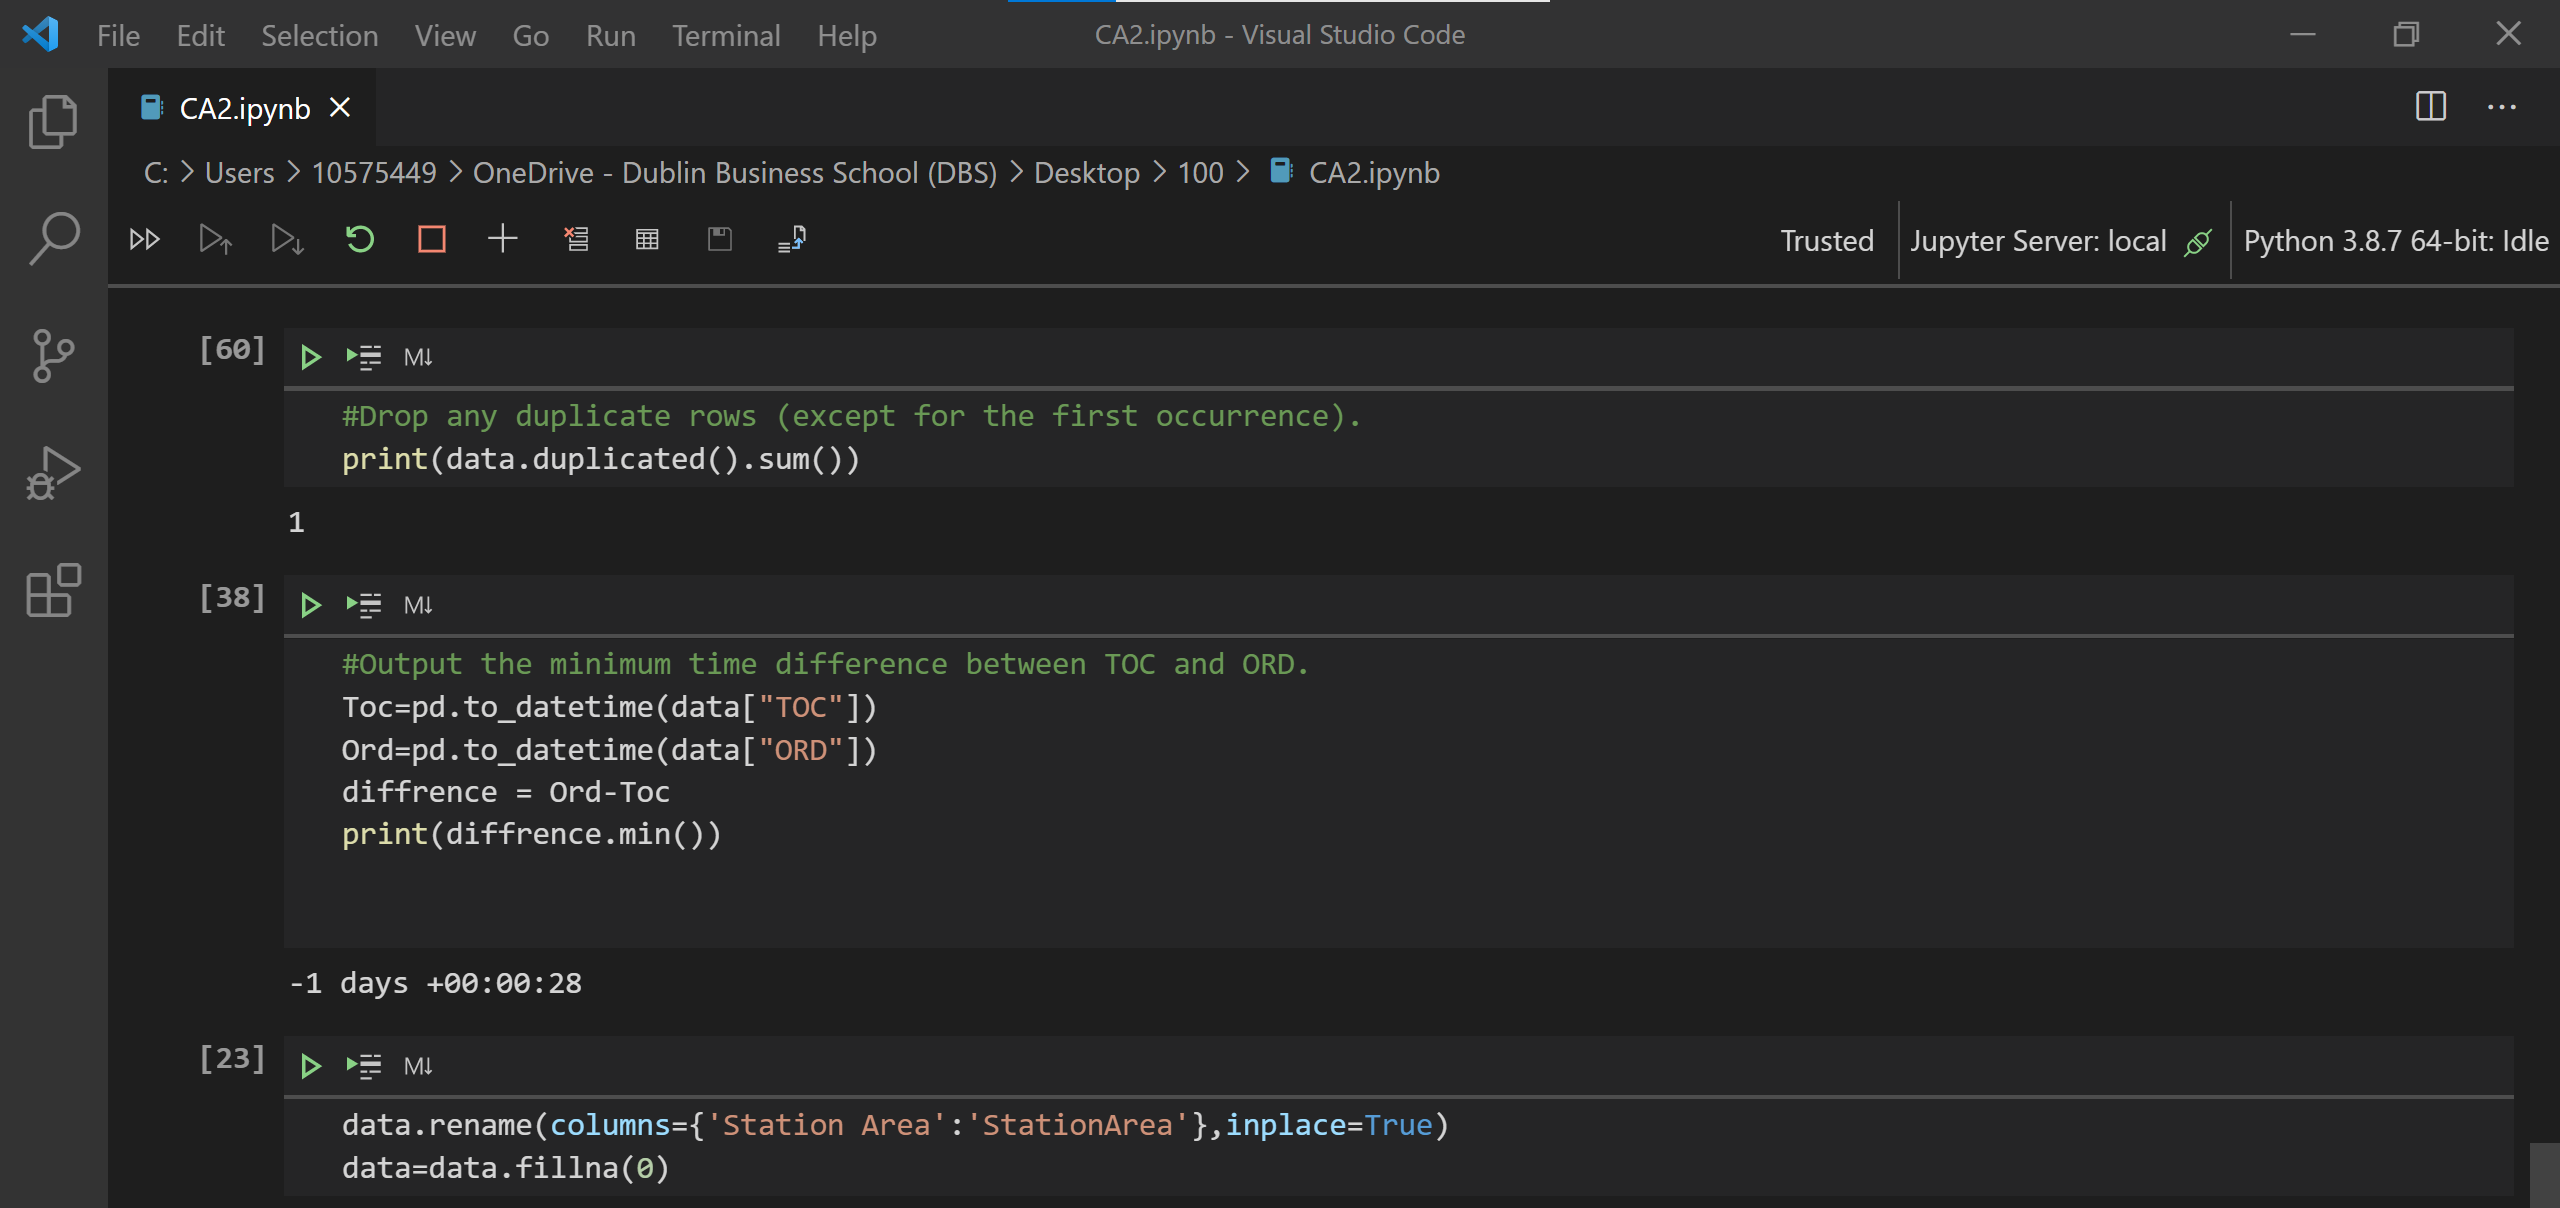 File Edit Selection View Go Run Terminal Help CA2.ipynb - Visual Studio Code
CA2.ipynb
C: > Users > 10575449 > OneDrive - Dublin Business School (DBS) > Desktop > 100 > CA2.ipynb
Trusted Jupyter Server: local Python 3.8.7 64-bit: Idle
[60] M↓
#Drop any duplicate rows (except for the first occurrence).
print(data.duplicated().sum())
1
[38] M↓
#Output the minimum time difference between TOC and ORD.
Toc=pd.to_datetime(data["TOC"])
Ord=pd.to_datetime(data["ORD"])
diffrence = Ord-Toc
print(diffrence.min())
-1 days +00:00:28
[23] M↓
data.rename(columns={'Station Area':'StationArea'},inplace=True)
data=data.fillna(0)